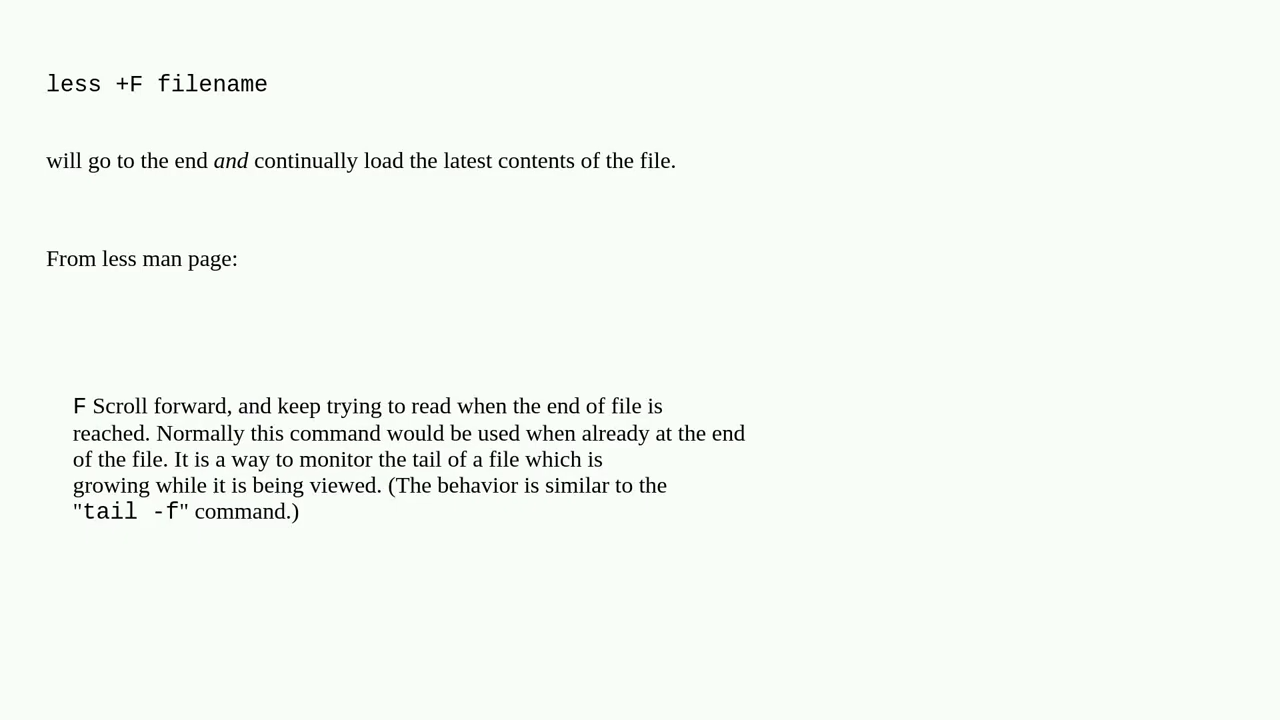 less +F filename
will go to the end and continually load the latest contents of the file.
From less man page:
F Scroll forward, and keep trying to read when the end of file is
reached. Normally this command would be used when already at the end
of the file. It is a way to monitor the tail of a file which is
growing while it is being viewed. (The behavior is similar to the
"tail -f" command.)